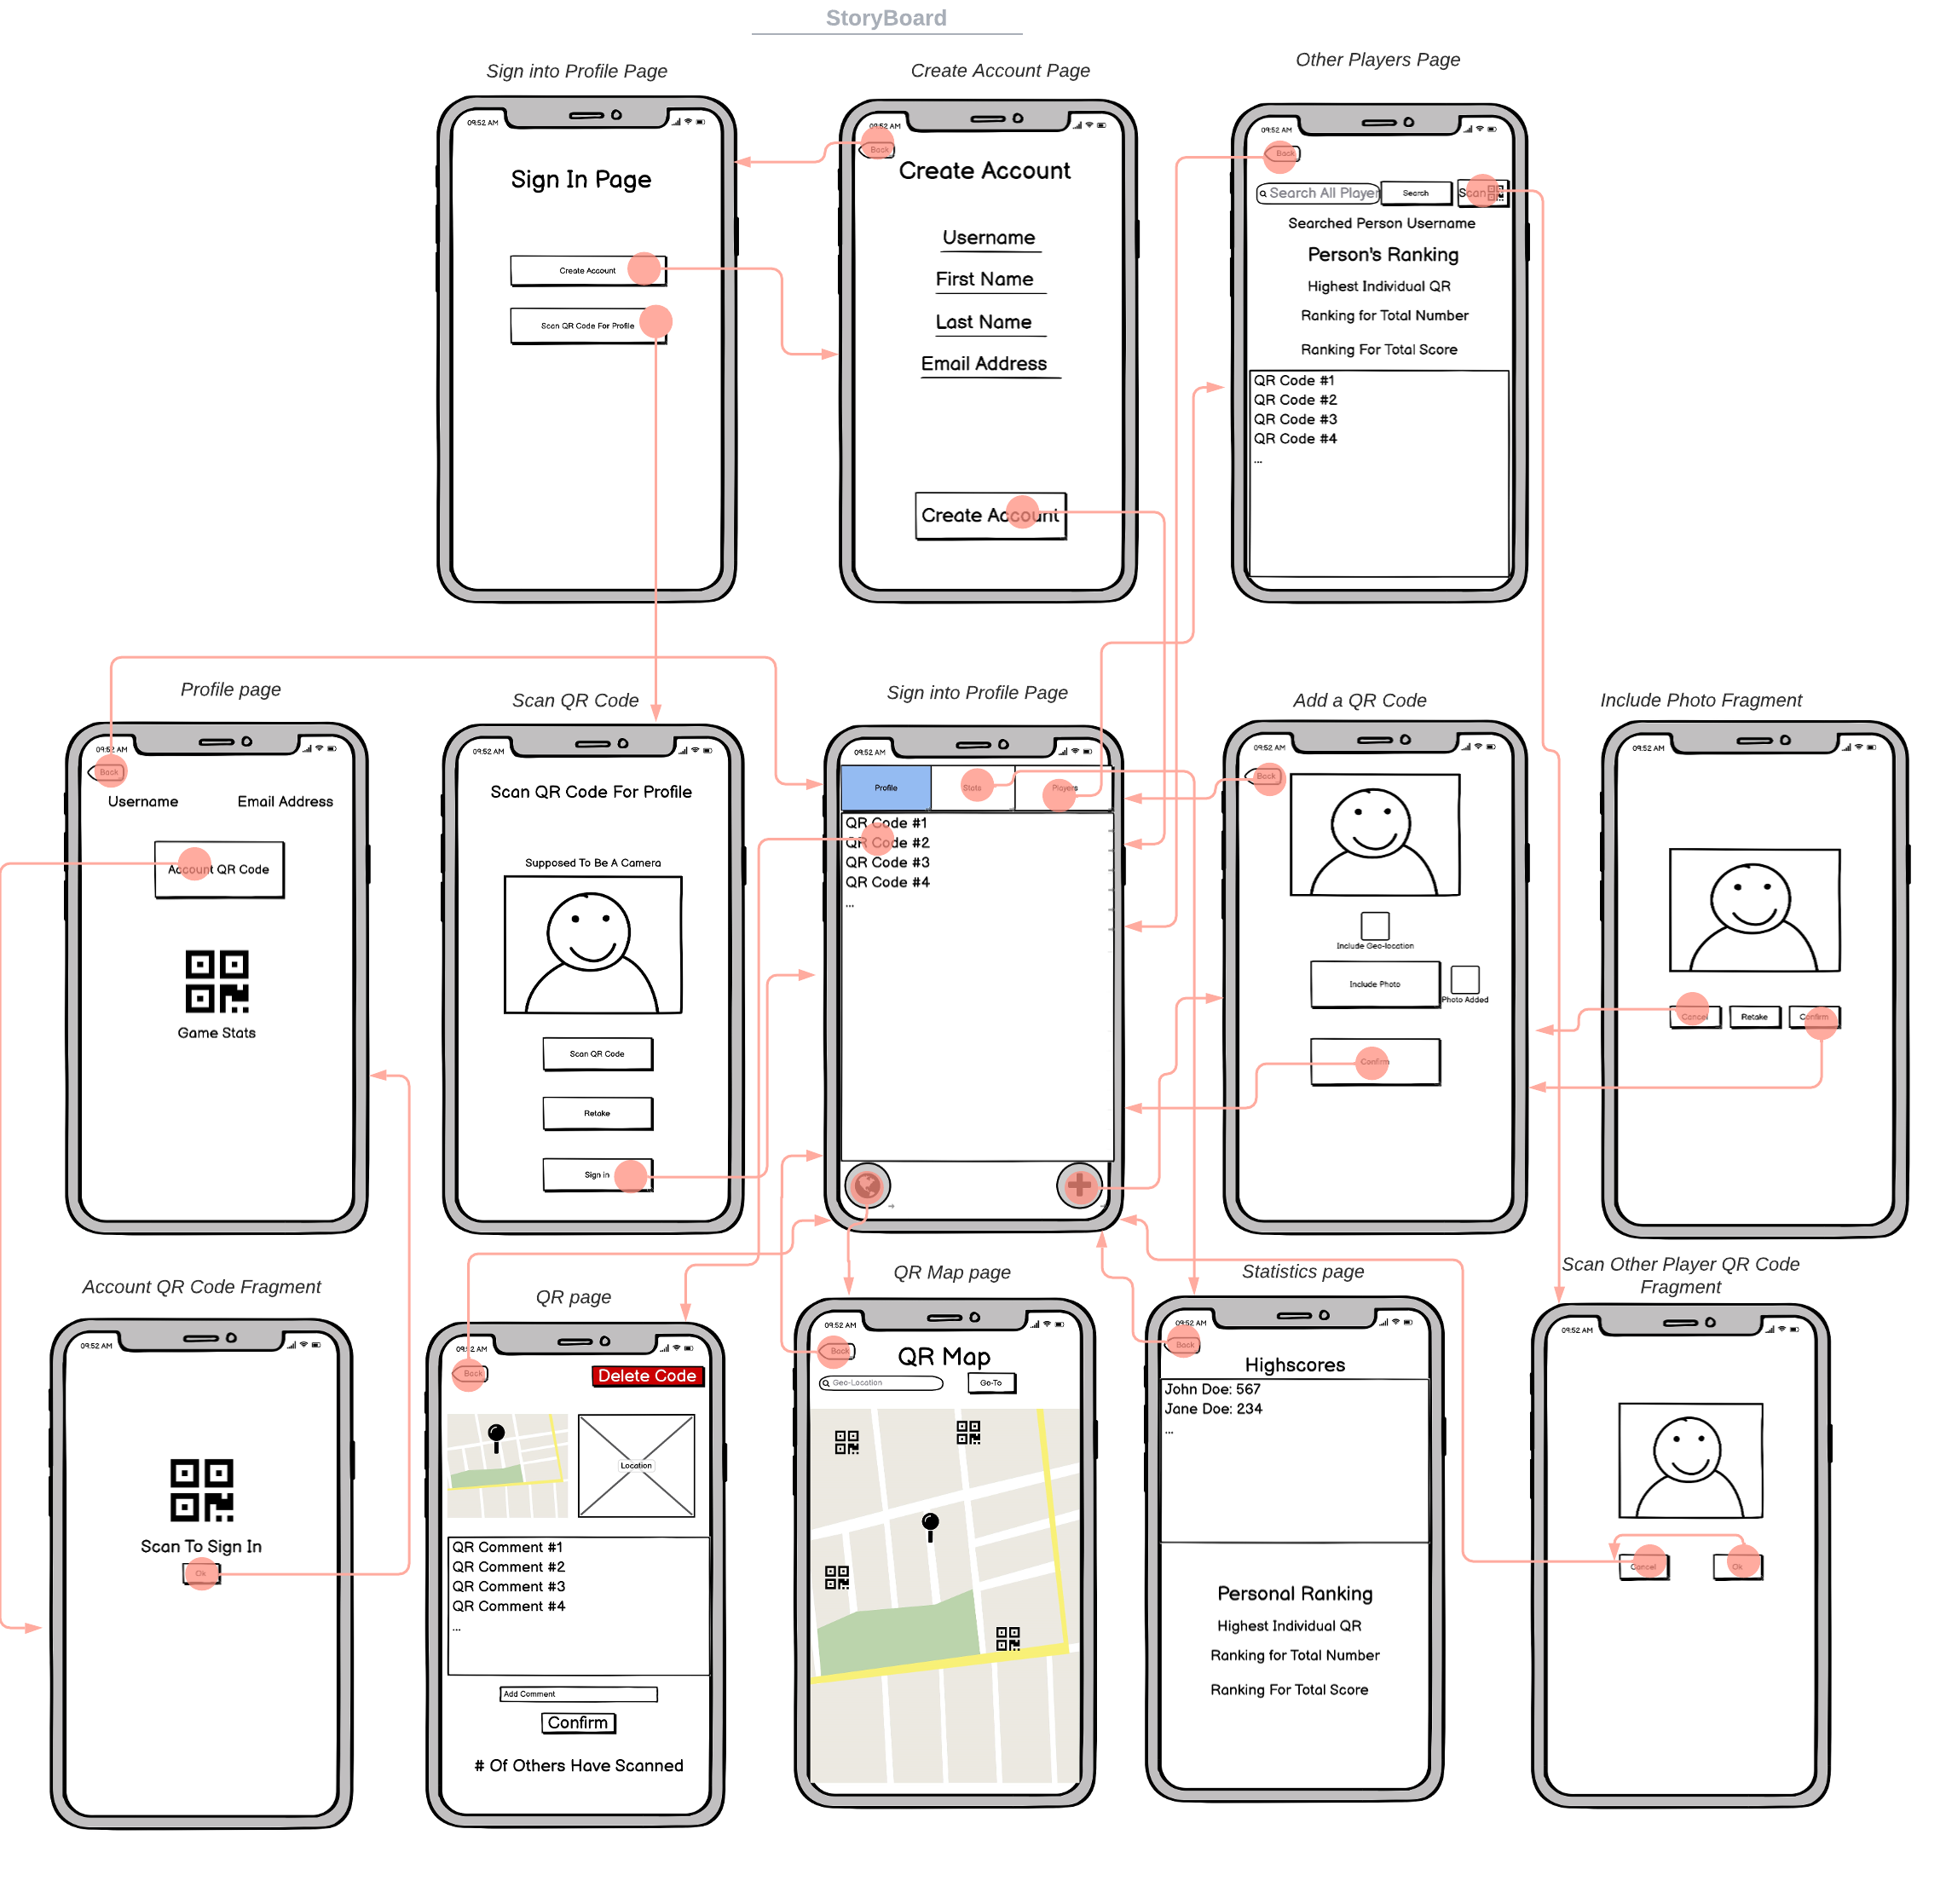 StoryBoard
Sign into Profile Page
09:52 AM
Sign In Page
Create Account
Scan QR Code For Profile
Create Account Page
09:52 AM
Back
Create Account
Username
First Name
Last Name
Email Address
Create Account
Other Players Page
09:52 AM
Back
Search All Player
Search
Scan
Searched Person Username
Person's Ranking
Highest Individual QR
Ranking for Total Number
Ranking For Total Score
QR Code #1
QR Code #2
QR Code #3
QR Code #4
...
Profile page
09:52 AM
Back
Username
Email Address
Account QR Code
Game Stats
Scan QR Code
09:52 AM
Scan QR Code For Profile
Supposed To Be A Camera
Scan QR Code
Retake
Sign in
Sign into Profile Page
09:52 AM
Profile
Stats
Players
QR Code #1
QR Code #2
QR Code #3
QR Code #4
...
Add a QR Code
09:52 AM
Back
Include Geo-location
Include Photo
Photo Added
Confirm
Include Photo Fragment
09:52 AM
Cancel
Retake
Confirm
Account QR Code Fragment
09:52 AM
Scan To Sign In
Ok
QR page
09:52 AM
Back
Delete Code
Location
QR Comment #1
QR Comment #2
QR Comment #3
QR Comment #4
...
Add Comment
Confirm
# Of Others Have Scanned
QR Map page
09:52 AM
Back
QR Map
Geo-Location
Go-To
Statistics page
09:52 AM
Back
Highscores
John Doe: 567
Jane Doe: 234
...
Personal Ranking
Highest Individual QR
Ranking for Total Number
Ranking For Total Score
Scan Other Player QR Code
Fragment
09:52 AM
Cancel
Ok